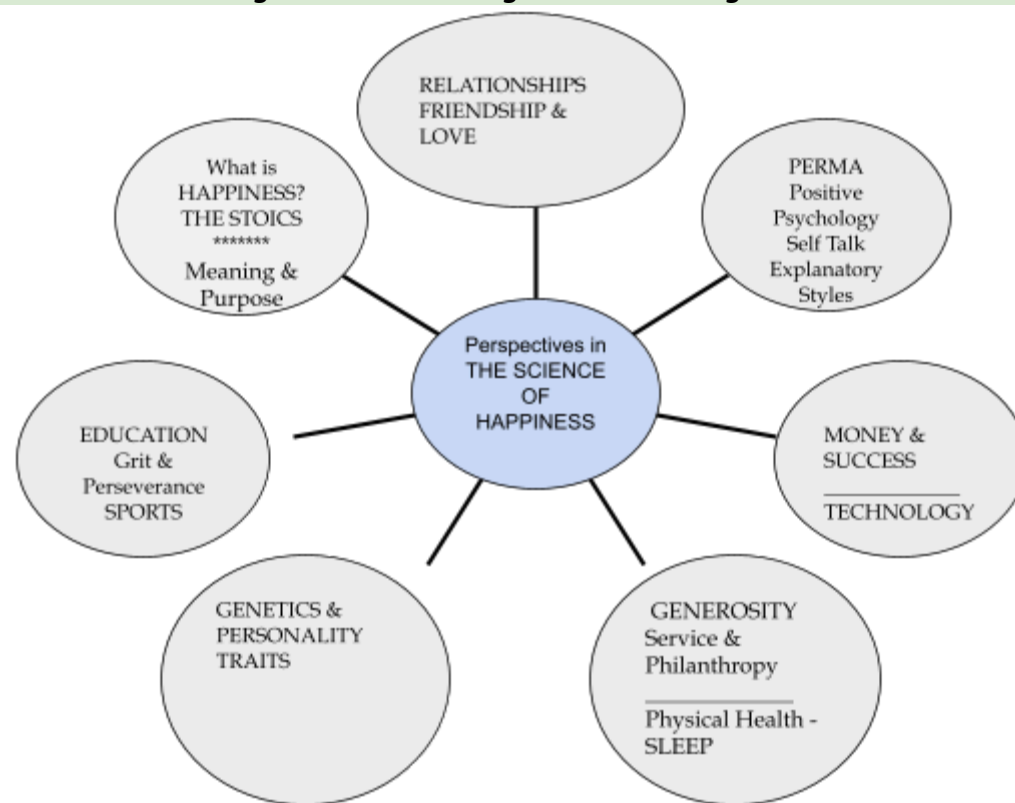 Perspectives in
THE SCIENCE
OF
HAPPINESS
RELATIONSHIPS
FRIENDSHIP &
LOVE
PERMA
Positive
Psychology
Self Talk
Explanatory
Styles
MONEY &
SUCCESS
TECHNOLOGY
GENEROSITY
Service &
Philanthropy
Physical Health -
SLEEP
GENETICS &
PERSONALITY
TRAITS
EDUCATION
Grit &
Perseverance
SPORTS
What is
HAPPINESS?
THE STOICS
*******
Meaning &
Purpose